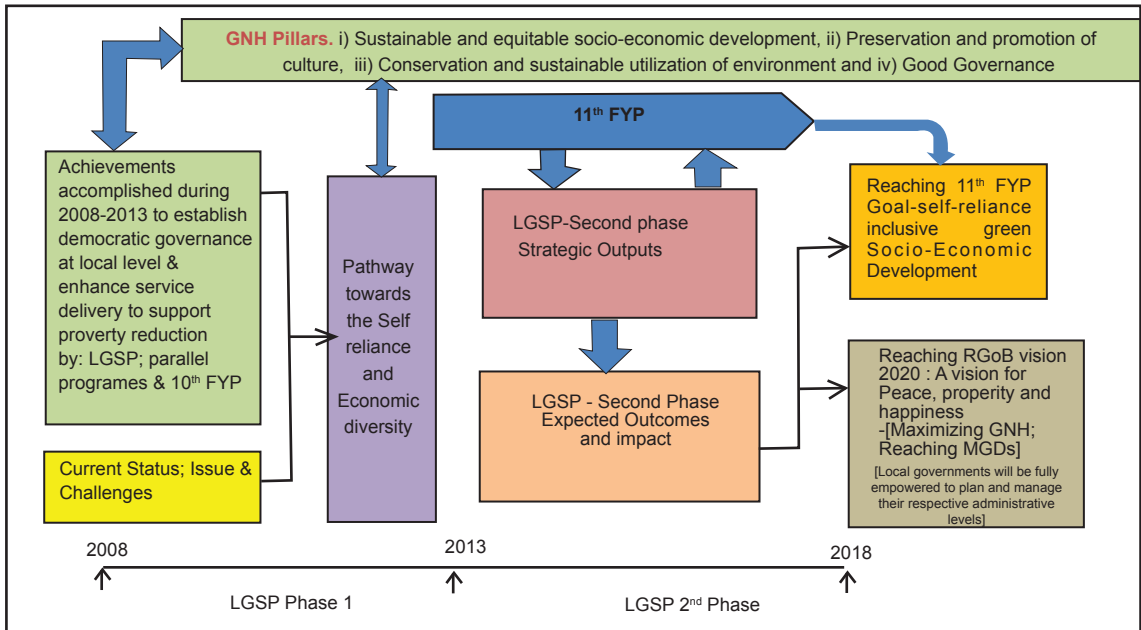 GNH Pillars. i) Sustainable and equitable socio-economic development, ii) Preservation and promotion of
culture, iii) Conservation and sustainable utilization of environment and iv) Good Governance
11th FYP
Achievements
accomplished during
2008-2013 to establish
democratic governance
at local level &
enhance service
delivery to support
proverty reduction
by: LGSP; parallel
programes & 10th FYP
Current Status; Issue &
Challenges
Pathway
towards
the Self
reliance
and
Economic
diversity
LGSP-Second phase
Strategic Outputs
LGSP - Second Phase
Expected Outcomes
and impact
Reaching 11th FYP
Goal-self-reliance
inclusive green
Socio-Economic
Development
Reaching RGoB vision
2020 : A vision for
Peace, properity and
happiness
-[Maximizing GNH;
Reaching MGDs]
[Local governments will be fully
empowered to plan and manage
their respective administrative
levels]
2008
2013
2018
LGSP Phase 1
LGSP 2nd Phase